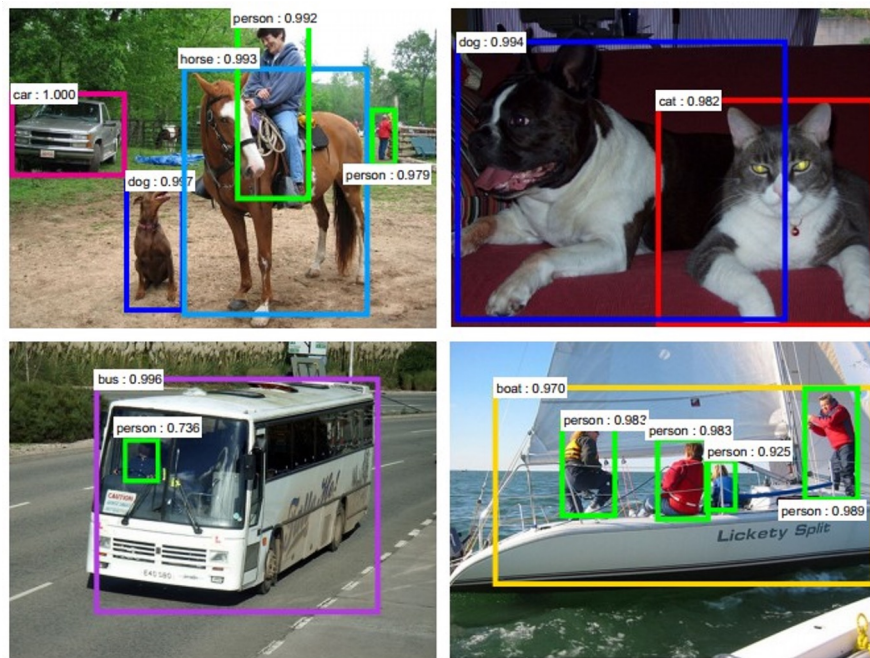 person : 0.992
horse : 0.993
car : 1.000
person : 0.979
dog : 0.997
dog : 0.994
cat : 0.982
bus : 0.996
person : 0.736
CAUTION
boat : 0.970
person : 0.983
person : 0.983
person : 0.925
person : 0.989
Lickety Split